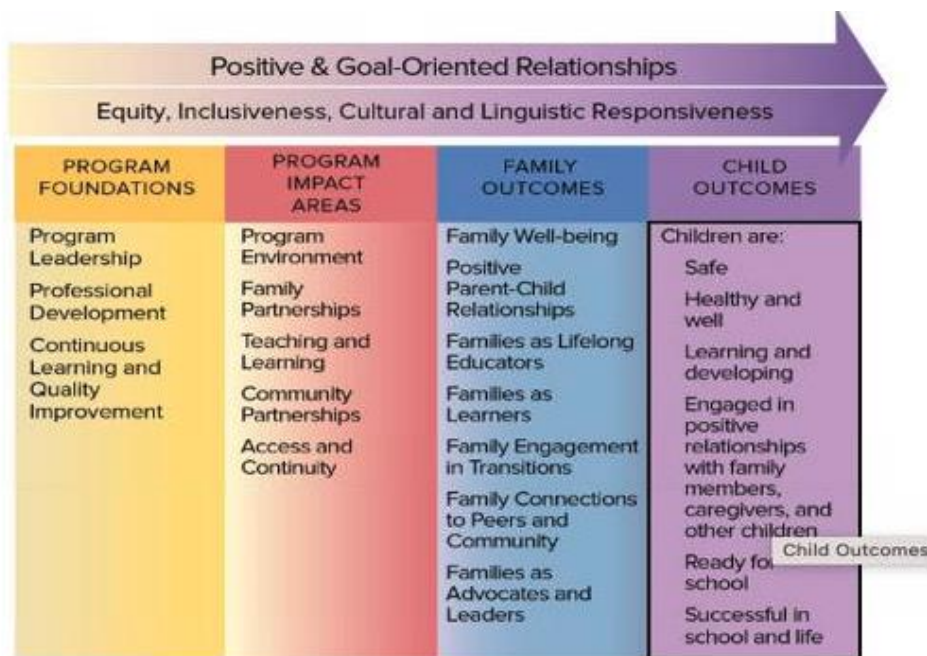 Positive & Goal-Oriented Relationships
Equity, Inclusiveness, Cultural and Linguistic Responsiveness
PROGRAM
FOUNDATIONS
Program
Leadership
Professional
Development
Continuous
Learning and
Quality
Improvement
PROGRAM
IMPACT
AREAS
Program
Environment
Family
Partnerships
Teaching and
Learning
Community
Partnerships
Access and
Continuity
FAMILY
OUTCOMES
Family Well-being
Positive
Parent-Child
Relationships
Families as Lifelong
Educators
Families as
Learners
Family Engagement
in Transitions
Family Connections
to Peers and
Community
Families as
Advocates and
Leaders
CHILD
OUTCOMES
Children are:
Safe
Healthy and
well
Learning and
developing
Engaged in
positive
relationships
with family
members,
caregivers, and
other children
Child Outcomes
Ready for
school
Successful in
school and life